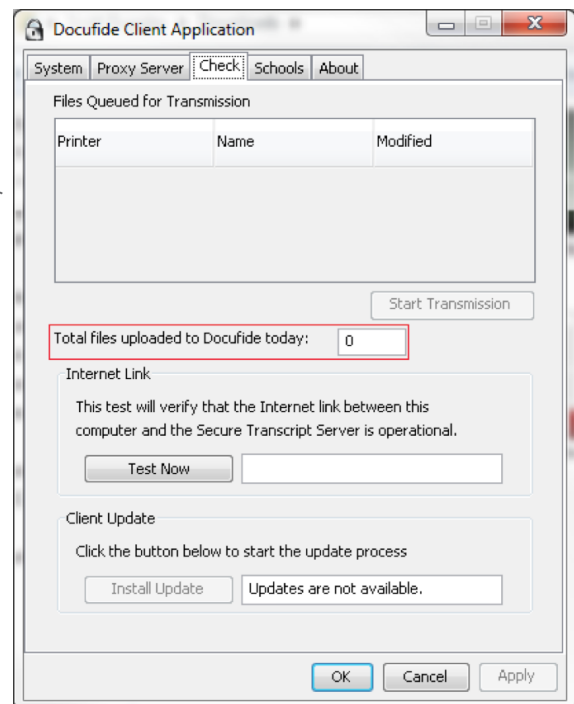 Docufide Client Application
System Proxy Server Check Schools About
Files Queued for Transmission
Printer Name Modified
Start Transmission
Total files uploaded to Docufide today: 0
Internet Link
This test will verify that the Internet link between this
computer and the Secure Transcript Server is operational.
Test Now
Client Update
Click the button below to start the update process
Install Update Updates are not available.
OK Cancel Apply